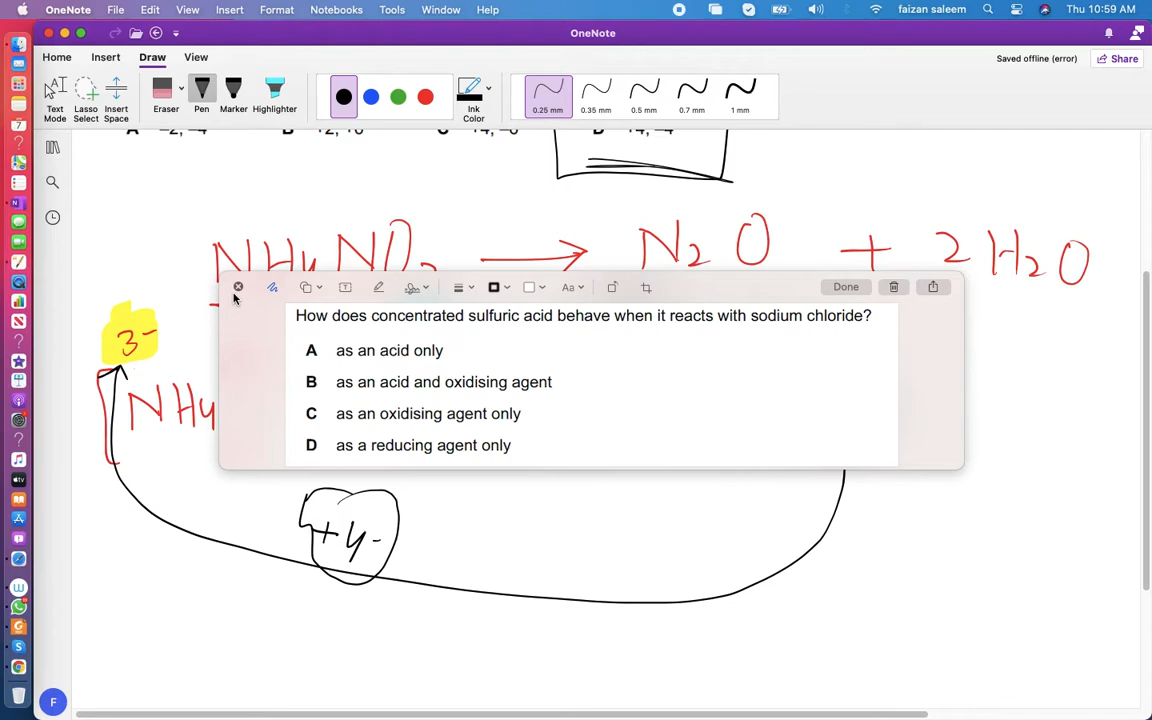 OneNote File Edit View Insert Format Notebooks Tools Window Help faizan saleem Thu 10:59 AM
OneNote
Home Insert Draw View Saved offline (error) Share
Text Mode Lasso Select Insert Space Eraser Pen Marker Highlighter Ink Color 0.25 mm 0.35 mm 0.5 mm 0.7 mm 1 mm
N2O + 2H2O
Aa Done
How does concentrated sulfuric acid behave when it reacts with sodium chloride?
A as an acid only
B as an acid and oxidising agent
C as an oxidising agent only
D as a reducing agent only
3-
NH4
+4-
F